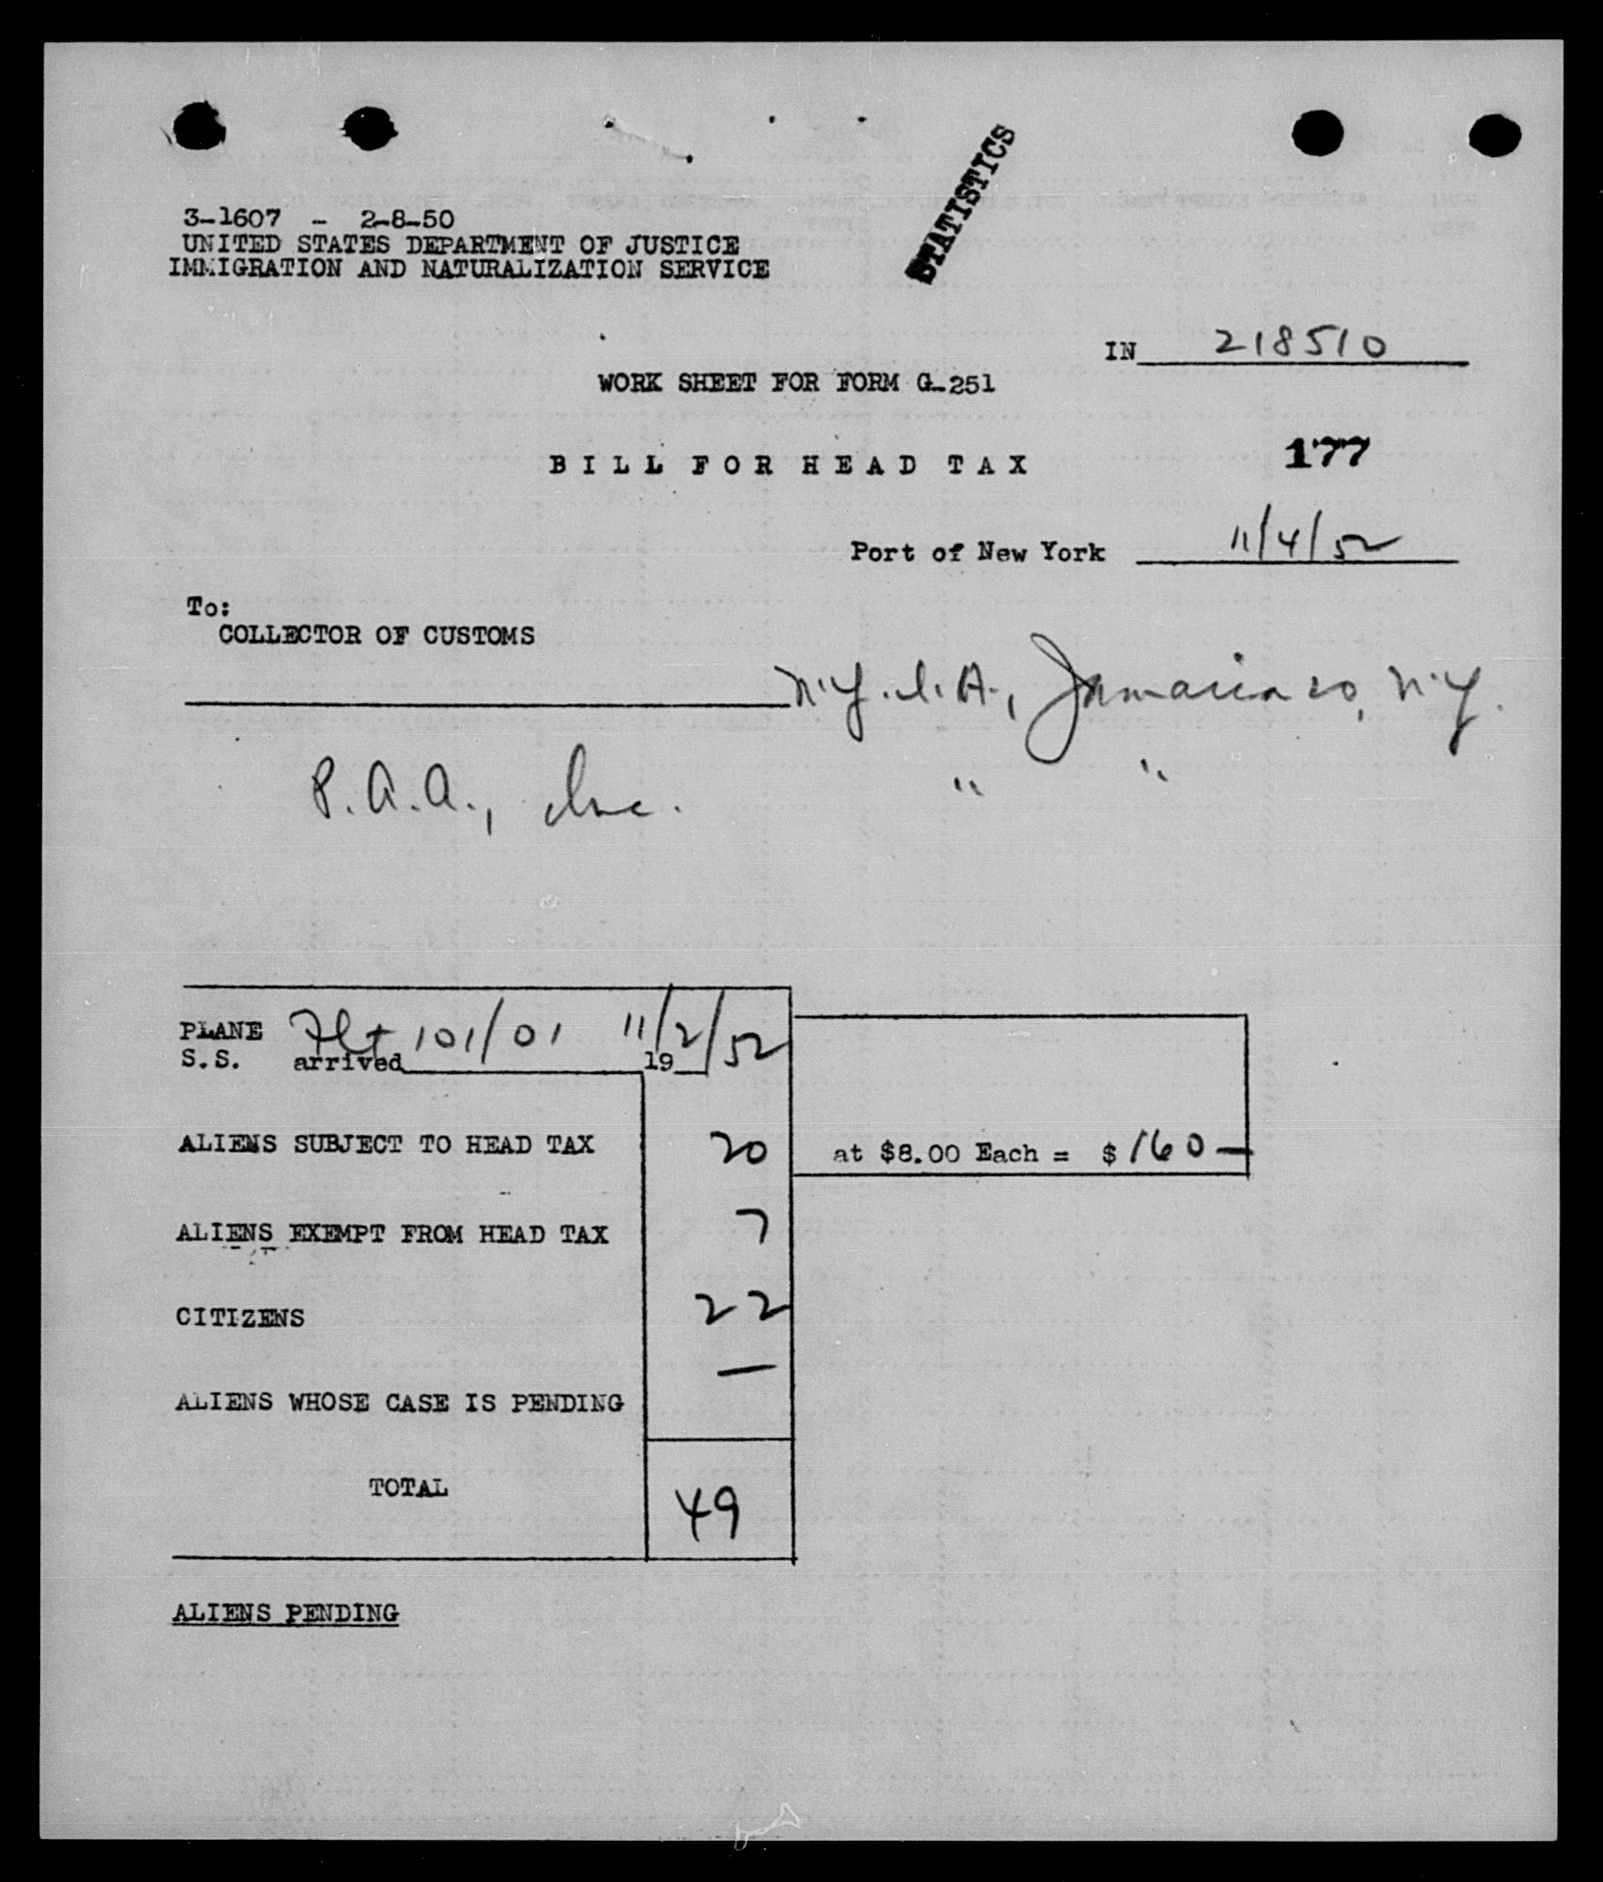 STATISTICS
3-1607 - 2-8-50
UNITED STATES DEPARTMENT OF JUSTICE
IMMIGRATION AND NATURALIZATION SERVICE
IN 218510
WORK SHEET FOR FORM G-251
BILL FOR HEAD TAX
177
Port of New York 11/4/52
To:
COLLECTOR OF CUSTOMS
N.Y.I.A., Jamaica 20, N.Y.
P.A.A., Inc. " "
PLANE Flt 101/01 11/2/52
S.S. arrived 19
ALIENS SUBJECT TO HEAD TAX 20 at $8.00 Each = $ 160 —
ALIENS EXEMPT FROM HEAD TAX 7
CITIZENS 22
ALIENS WHOSE CASE IS PENDING —
TOTAL 49
ALIENS PENDING